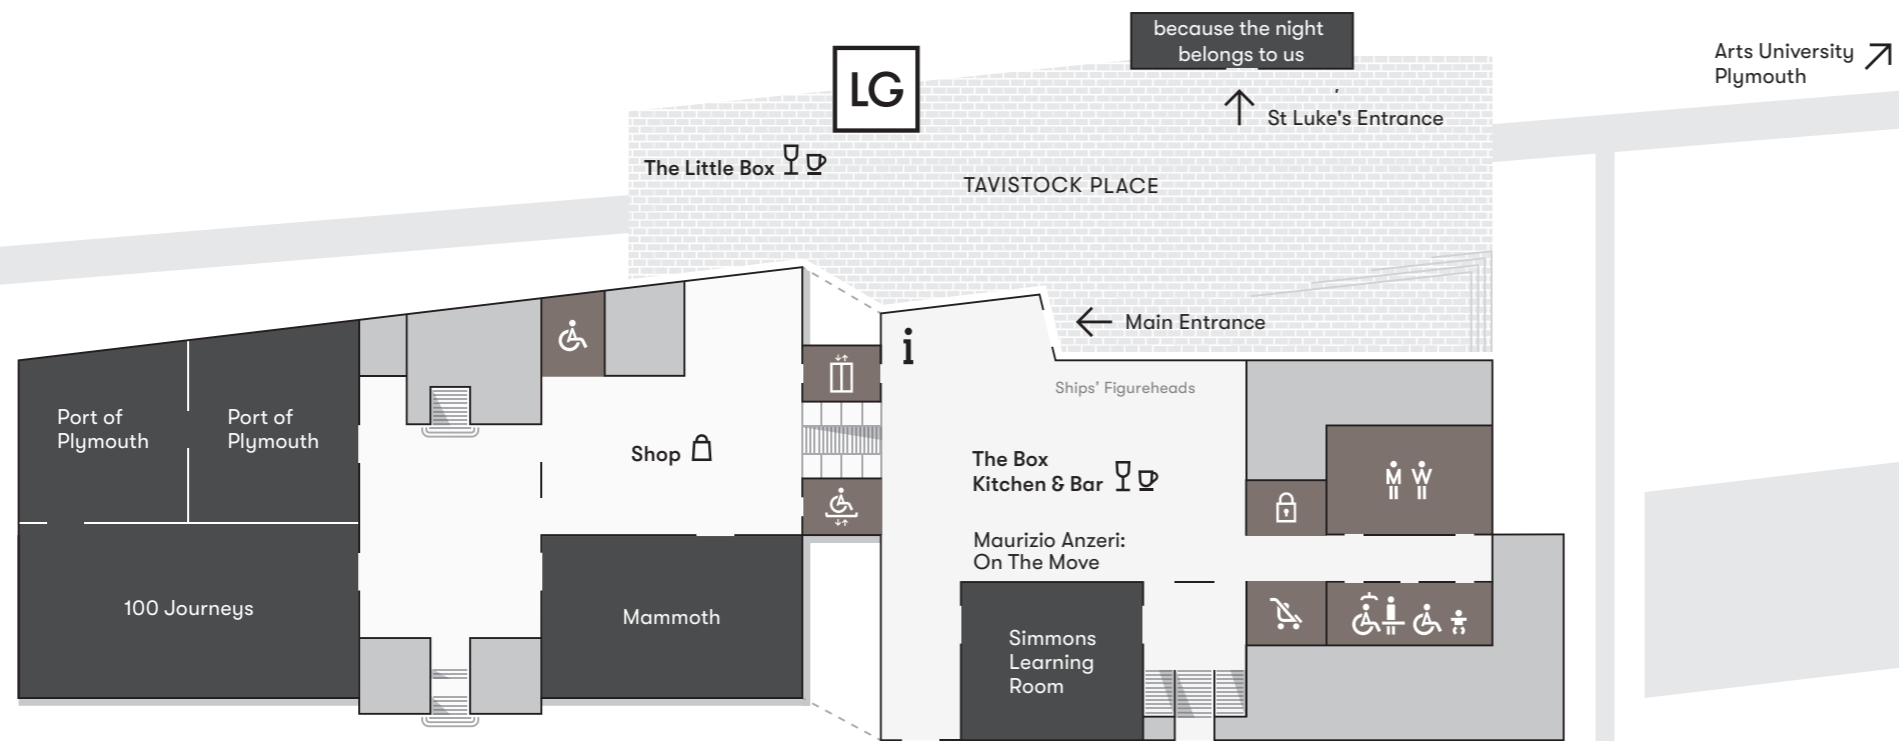 because the night
belongs to us
Arts University
Plymouth
LG
St Luke's Entrance
The Little Box
TAVISTOCK PLACE
Main Entrance
i
Ships' Figureheads
Port of
Plymouth
Port of
Plymouth
Shop
The Box
Kitchen & Bar
M W
Maurizio Anzeri:
On The Move
100 Journeys
Mammoth
Simmons
Learning
Room